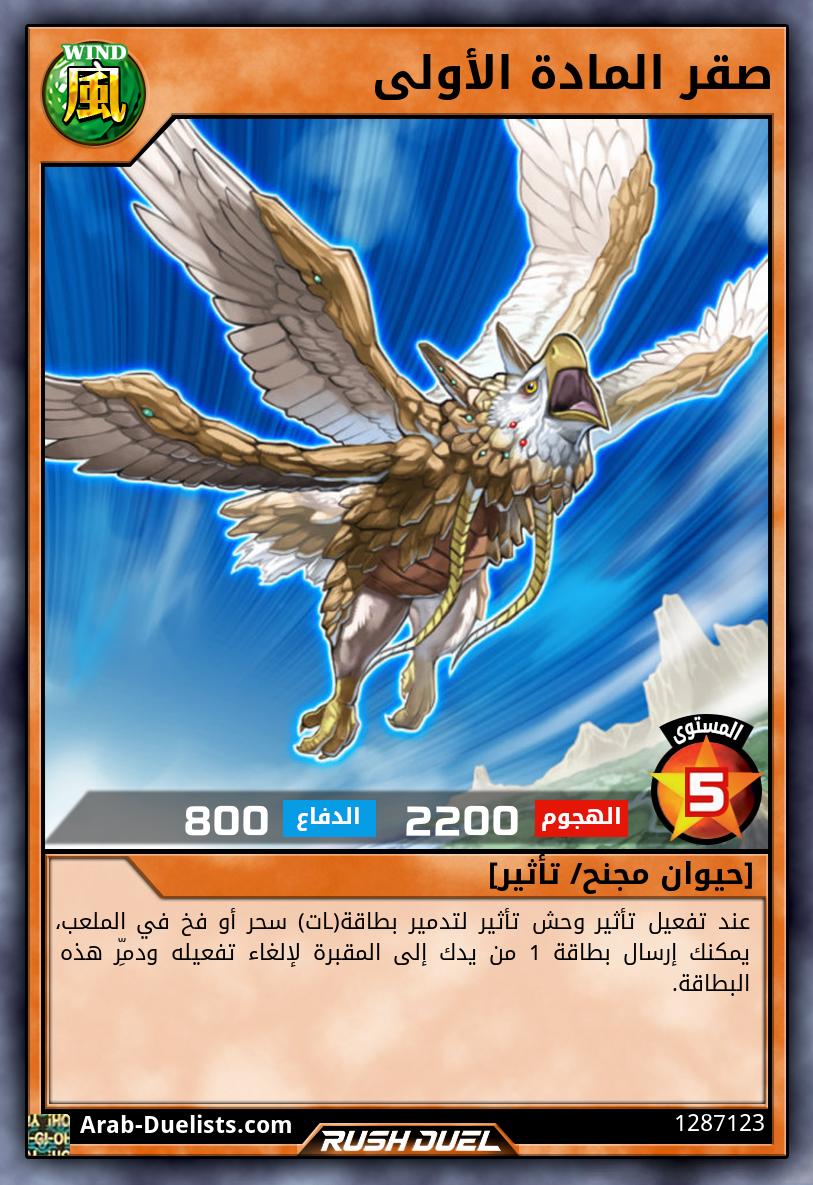 WIND
風
صقر المادة الأولى
المستوى
5
الهجوم 2200 الدفاع 800
[حيوان مجنح/ تأثير]
عند تفعيل تأثير وحش تأثير لتدمير بطاقة(ـات) سحر أو فخ في الملعب،
يمكنك إرسال بطاقة 1 من يدك إلى المقبرة لإلغاء تفعيله ودمرِّ هذه
البطاقة.
Arab-Duelists.com
RUSH DUEL
1287123